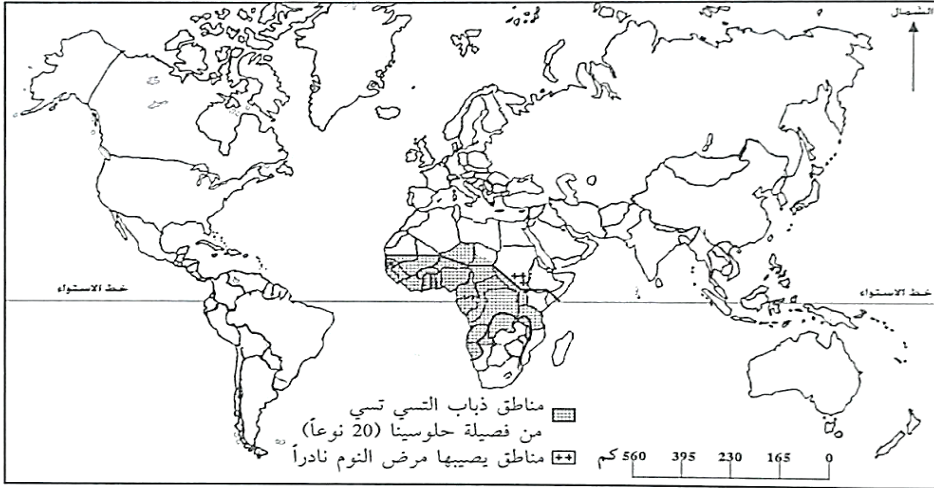 الشمال
خط الاستواء
خط الاستواء
مناطق ذباب التسي تسي
من فصيلة حلوسينا (20 نوعاً)
++ مناطق يصيبها مرض النوم نادراً
كم 560 395 230 165 0
++